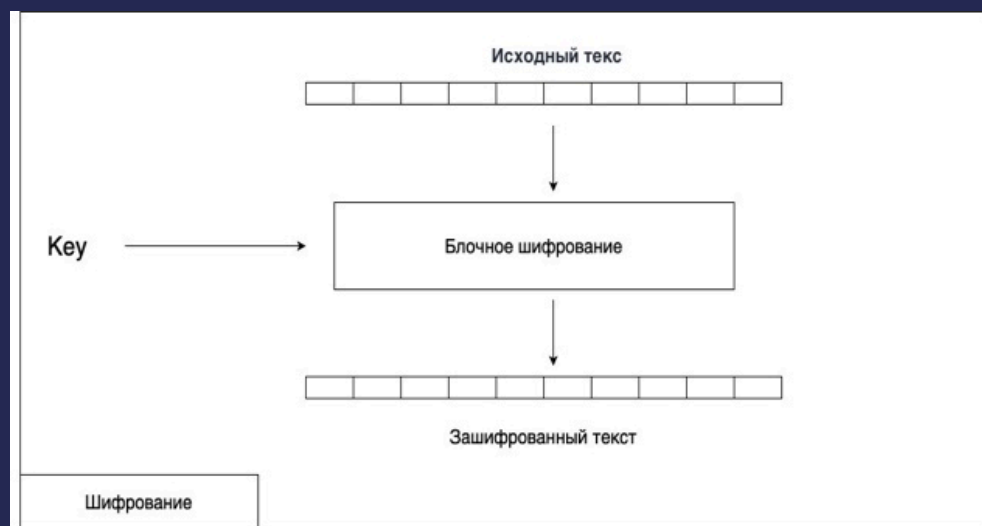 Исходный текс
Key
Блочное шифрование
Зашифрованный текст
Шифрование